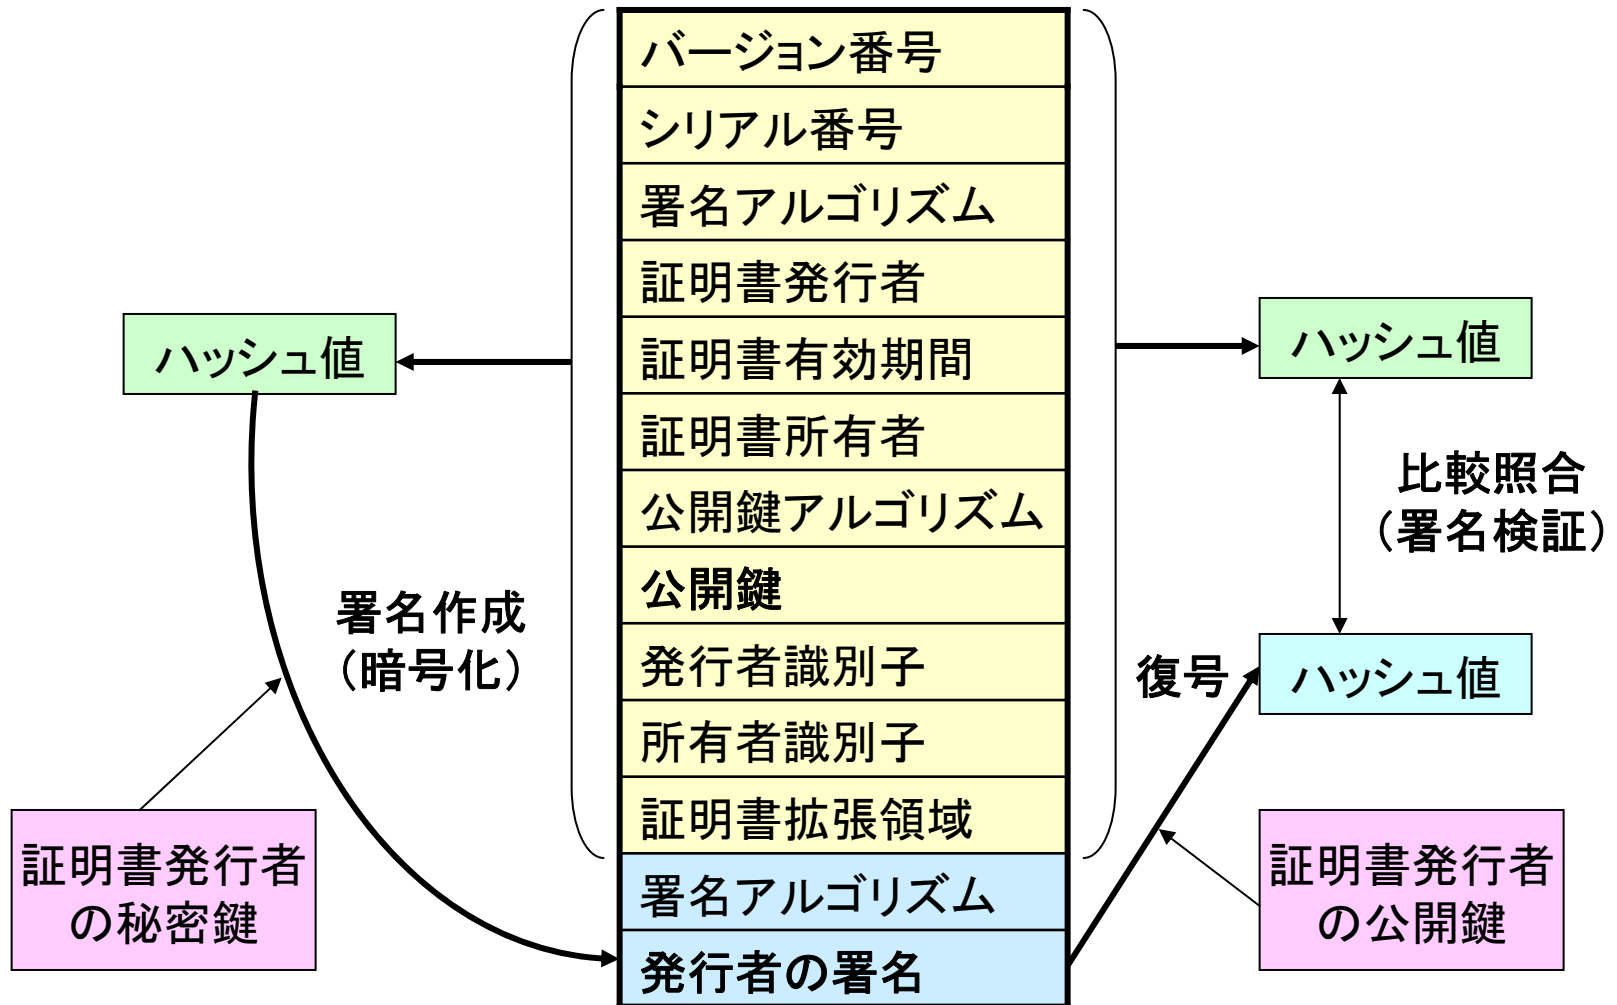 バージョン番号
シリアル番号
署名アルゴリズム
証明書発行者
証明書有効期間
証明書所有者
公開鍵アルゴリズム
公開鍵
発行者識別子
所有者識別子
証明書拡張領域
署名アルゴリズム
発行者の署名
ハッシュ値
署名作成
（暗号化）
証明書発行者
の秘密鍵
ハッシュ値
比較照合
（署名検証）
復号
ハッシュ値
証明書発行者
の公開鍵